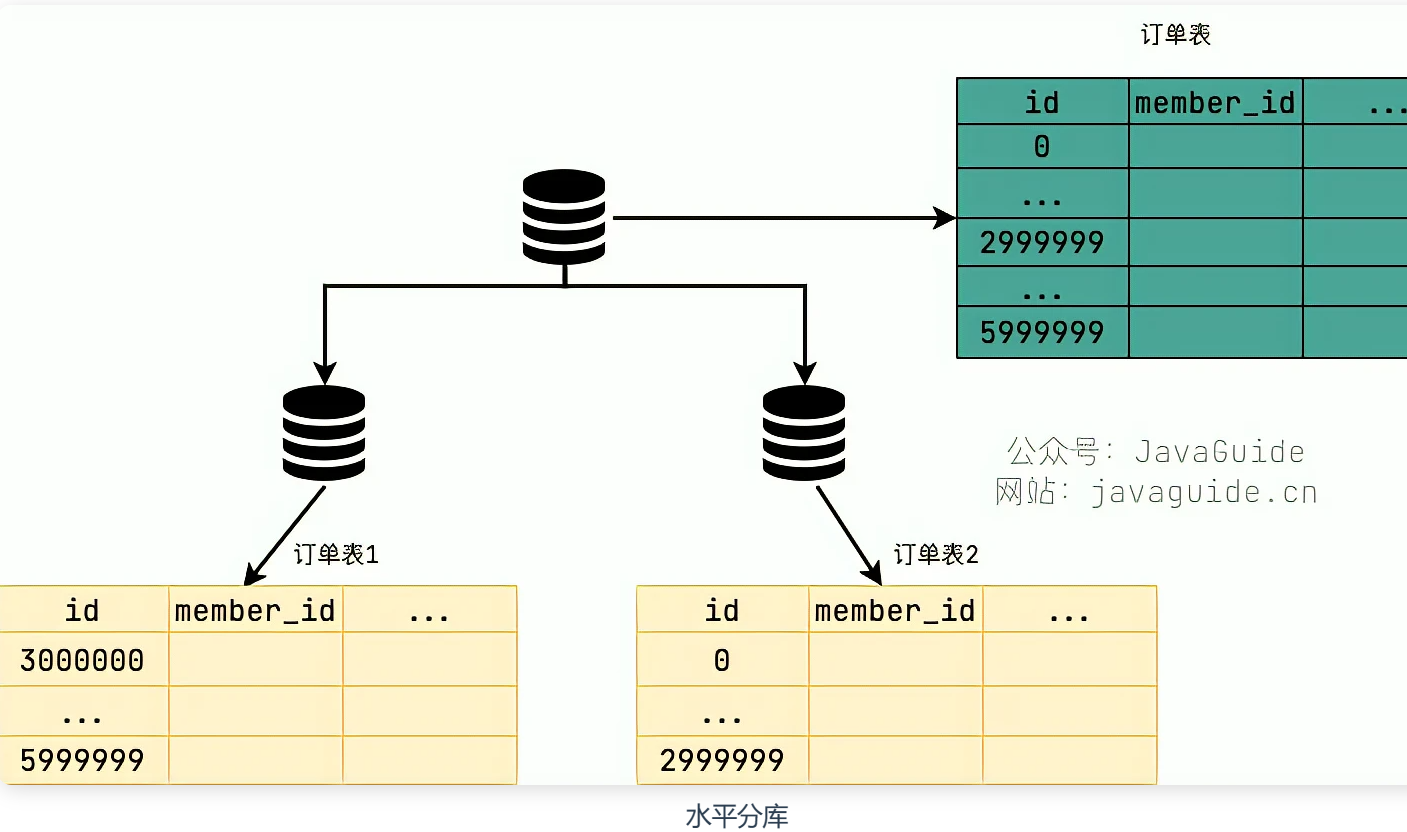 订单表
id member_id ...
0
...
2999999
...
5999999
公众号：JavaGuide
网站：javaguide.cn
订单表1
id member_id ...
3000000
...
5999999
订单表2
id member_id ...
0
...
2999999
水平分库